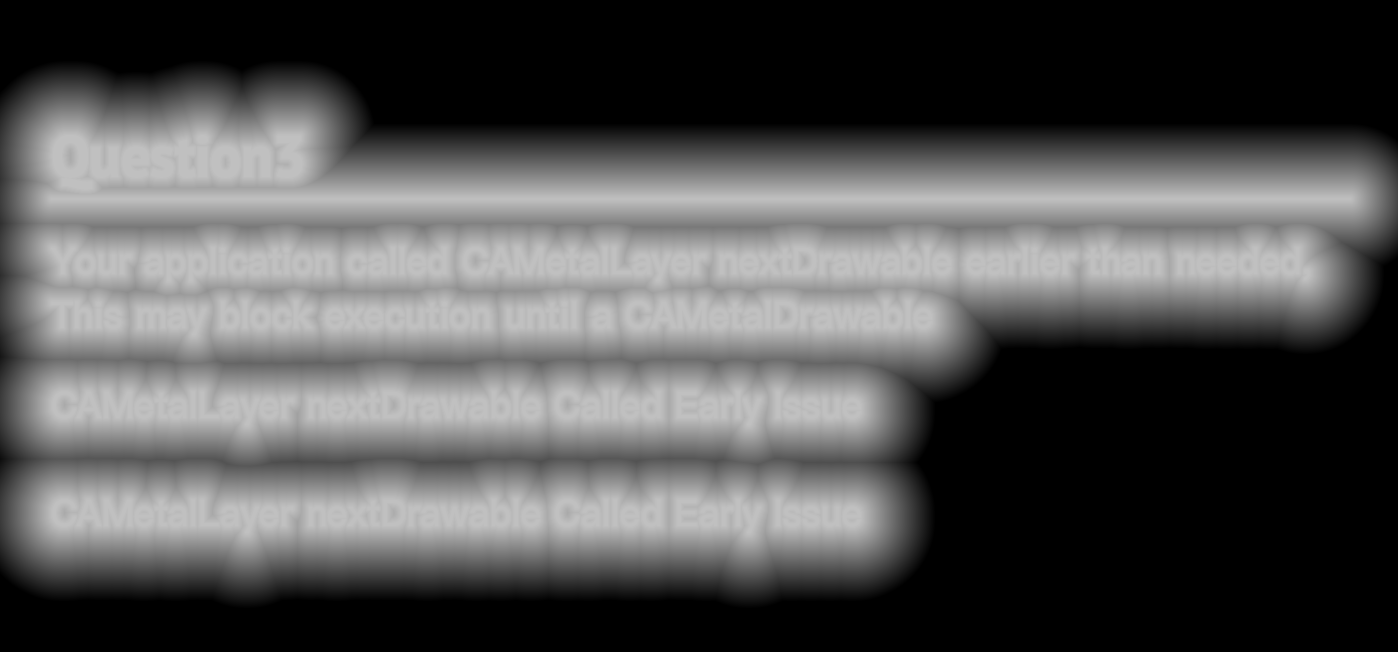 Question3
Your application called CAMetalLayer nextDrawable earlier than needed.
This may block execution until a CAMetalDrawable
CAMetalLayer nextDrawable Called Early Issue
CAMetalLayer nextDrawable Called Early Issue